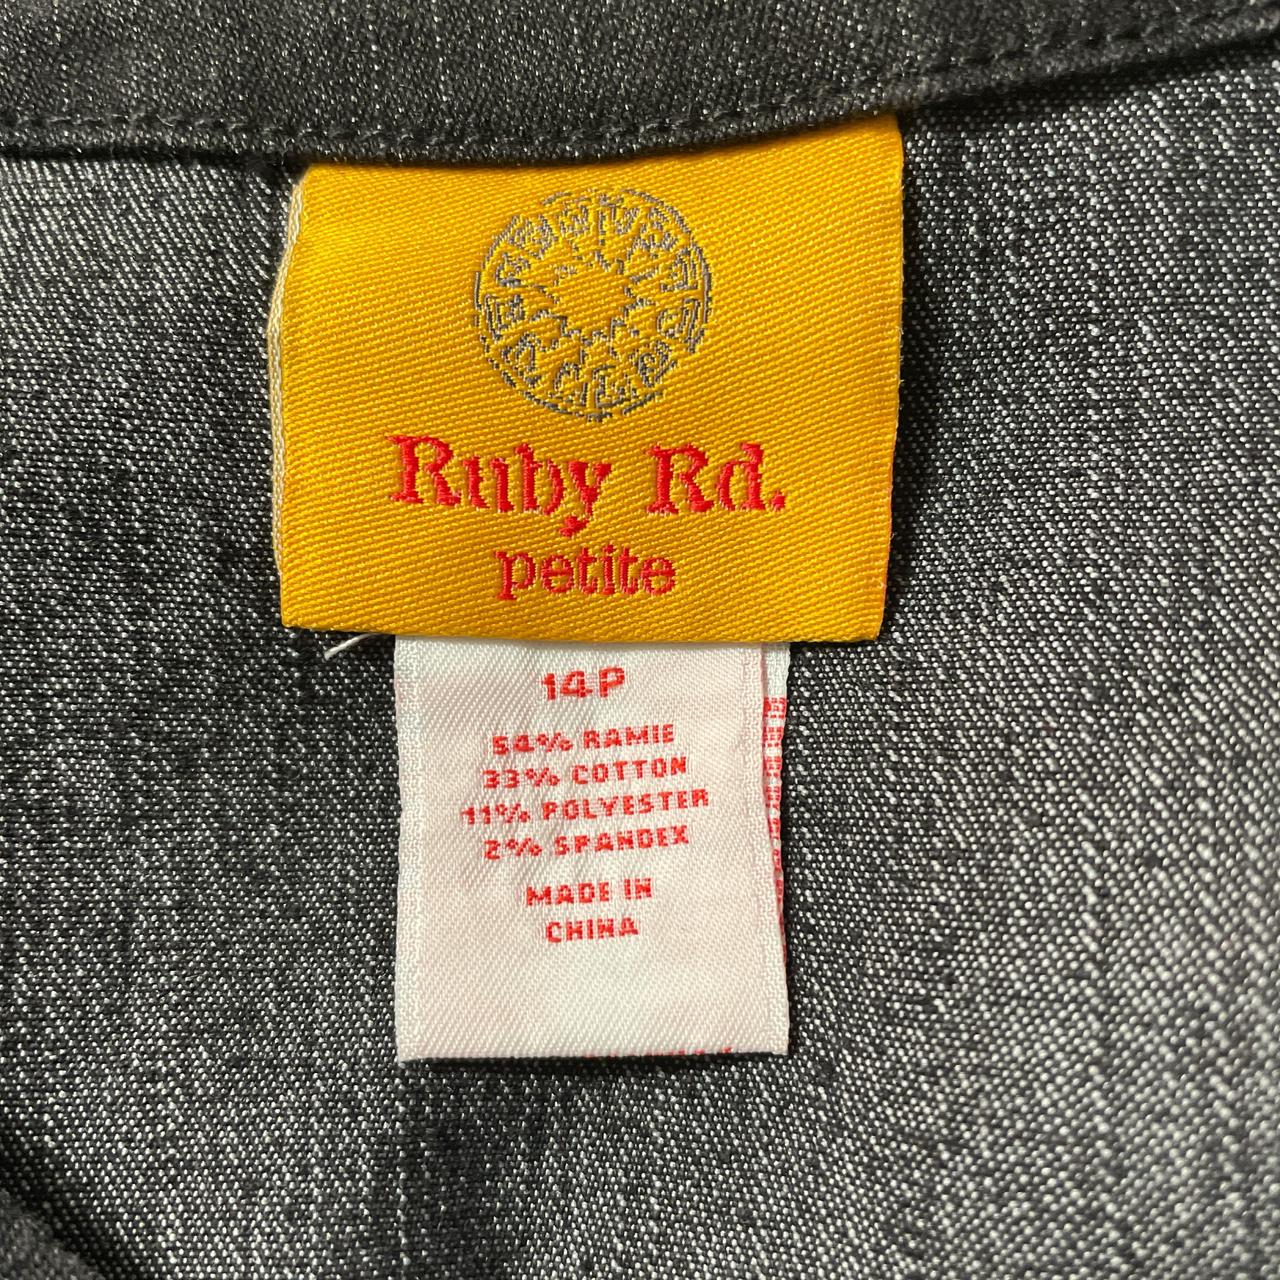 Ruby Rd.
petite
14P
54% RAMIE
33% COTTON
11% POLYESTER
2% SPANDEX
MADE IN
CHINA